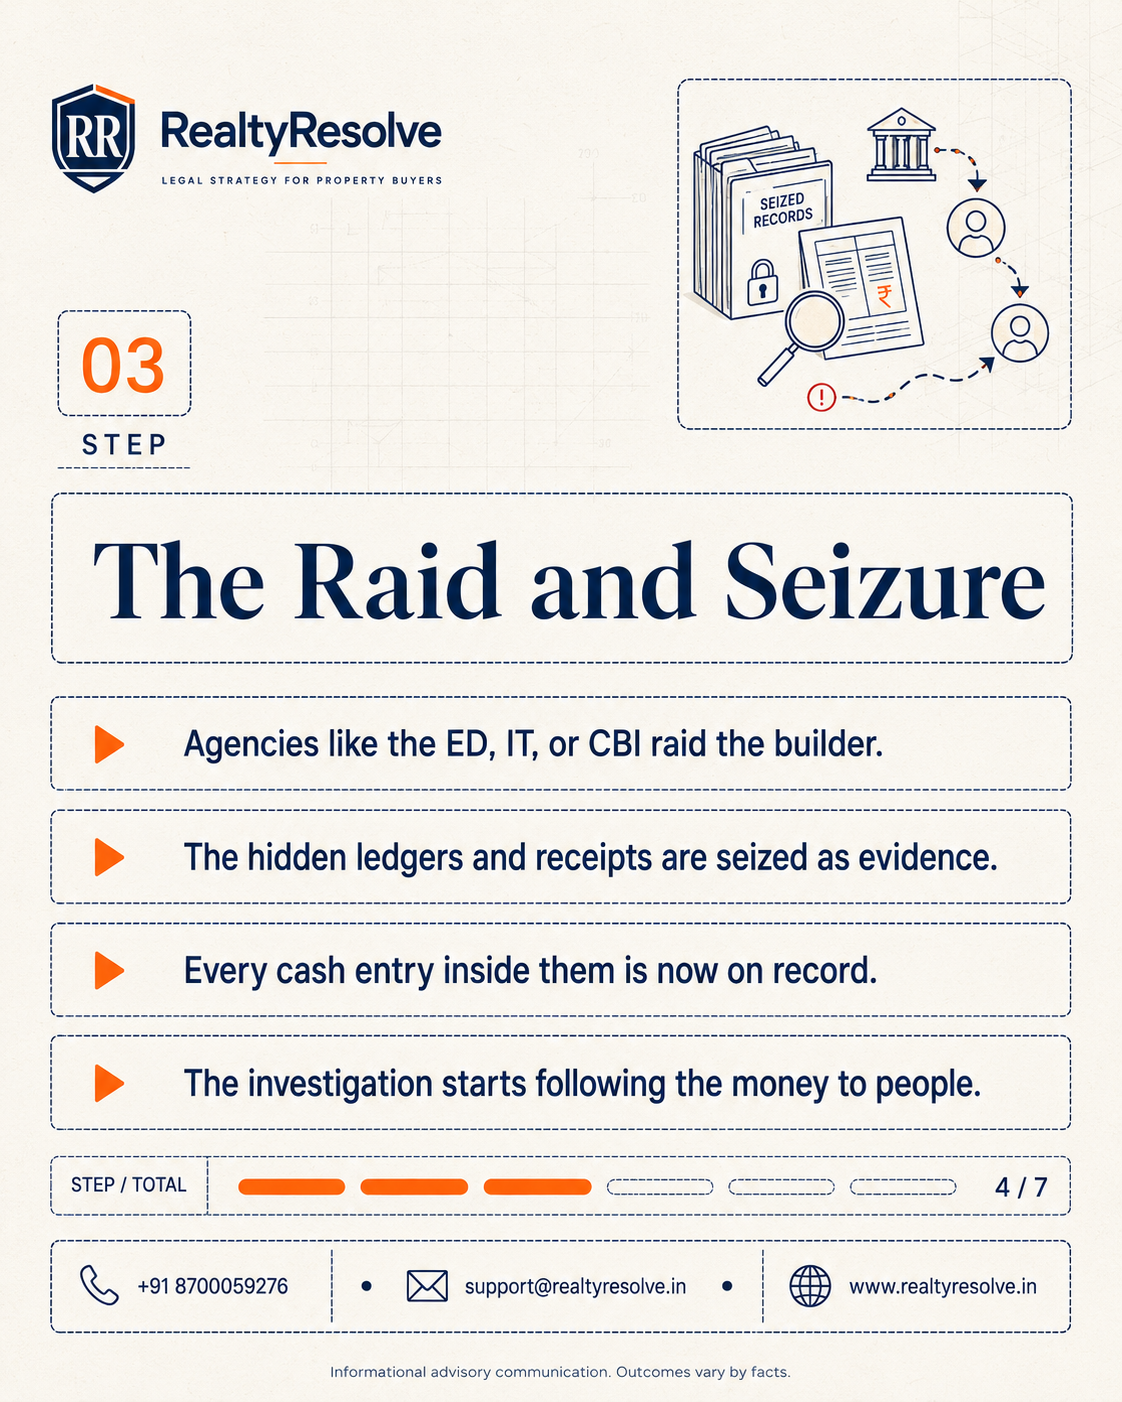 RR
RealtyResolve
LEGAL STRATEGY FOR PROPERTY BUYERS
SEIZED
RECORDS
₹
!
03
STEP
The Raid and Seizure
Agencies like the ED, IT, or CBI raid the builder.
The hidden ledgers and receipts are seized as evidence.
Every cash entry inside them is now on record.
The investigation starts following the money to people.
STEP / TOTAL
4 / 7
+91 8700059276 • support@realtyresolve.in • www.realtyresolve.in
Informational advisory communication. Outcomes vary by facts.